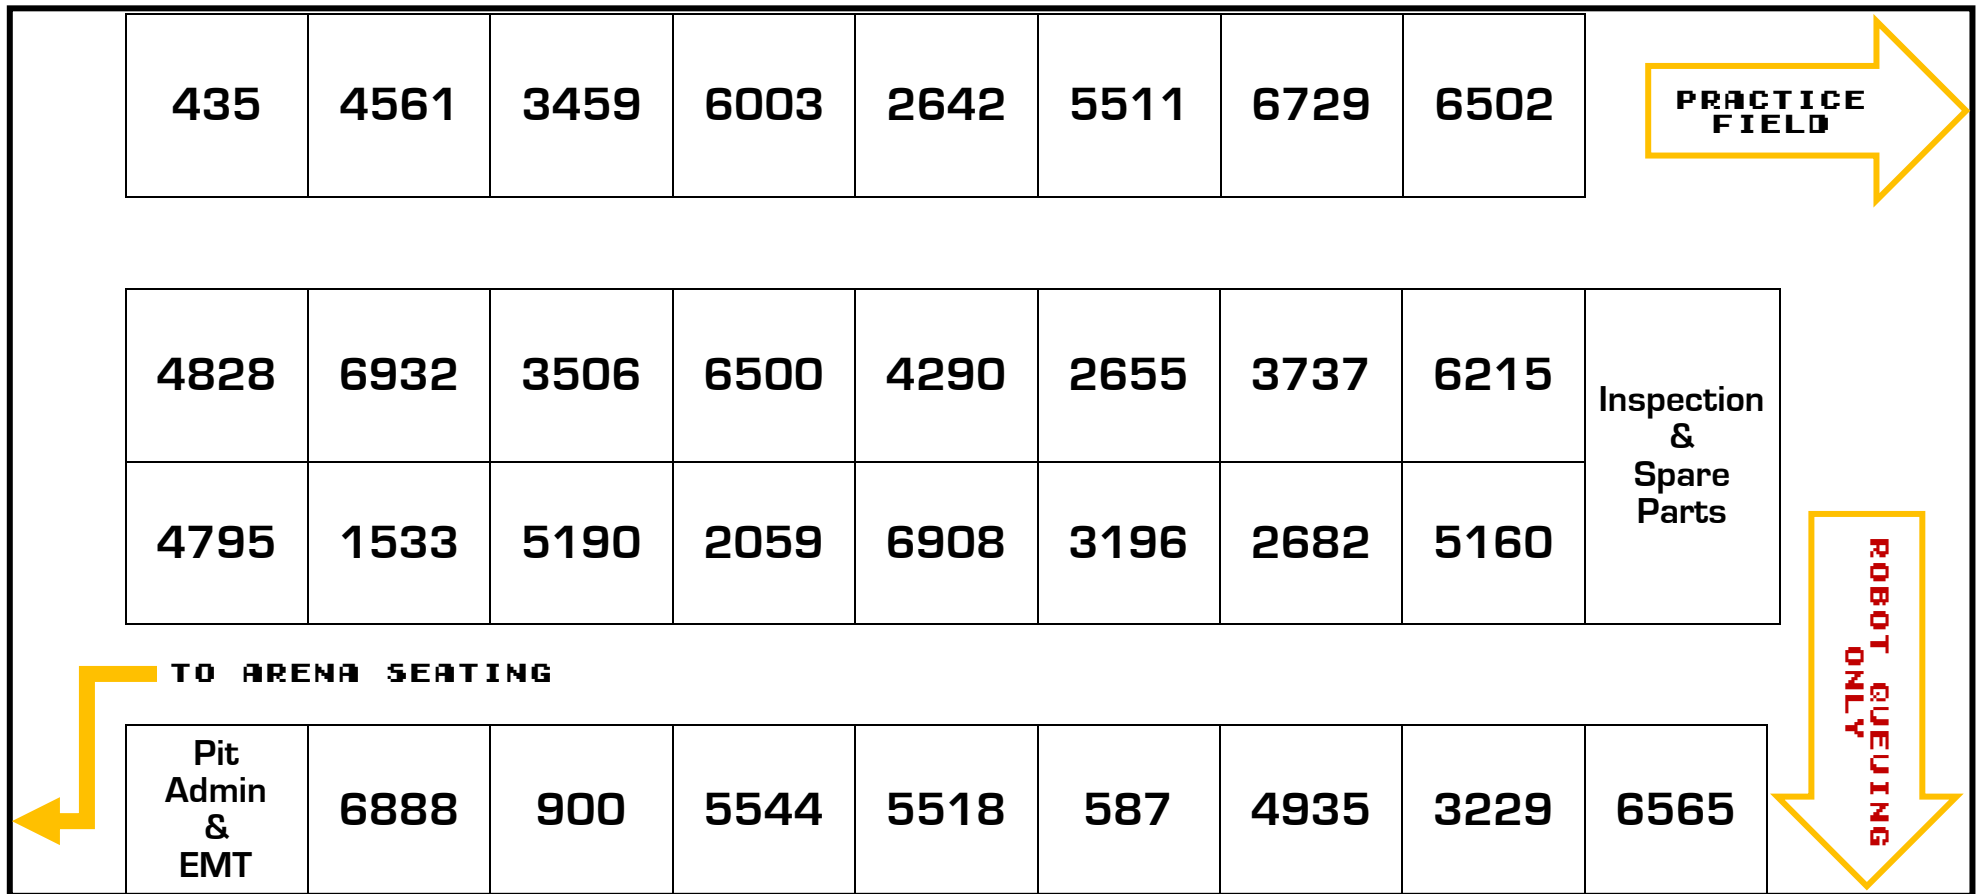 435 4561 3459 6003 2642 5511 6729 6502
PRACTICE
FIELD
4828 6932 3506 6500 4290 2655 3737 6215
Inspection
&
Spare
Parts
4795 1533 5190 2059 6908 3196 2682 5160
ROBOT QUEUING
ONLY
TO ARENA SEATING
Pit
Admin
&
EMT
6888 900 5544 5518 587 4935 3229 6565